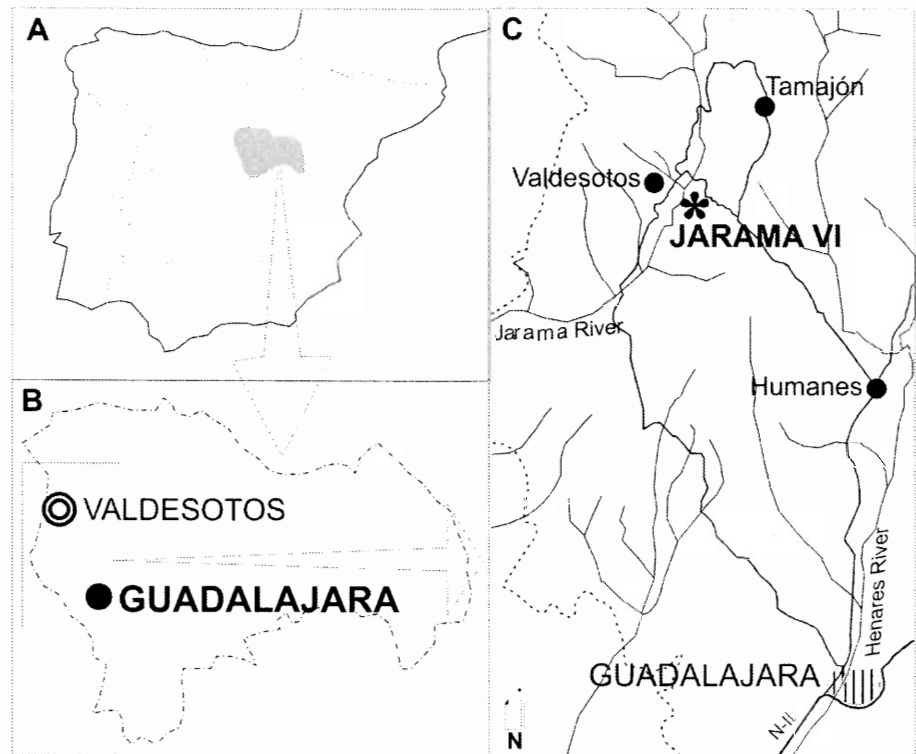 A
B
VALDESOTOS
GUADALAJARA
C
Tamajón
Valdesotos
*
JARAMA VI
Jarama River
Humanes
Henares River
GUADALAJARA
N-II
N